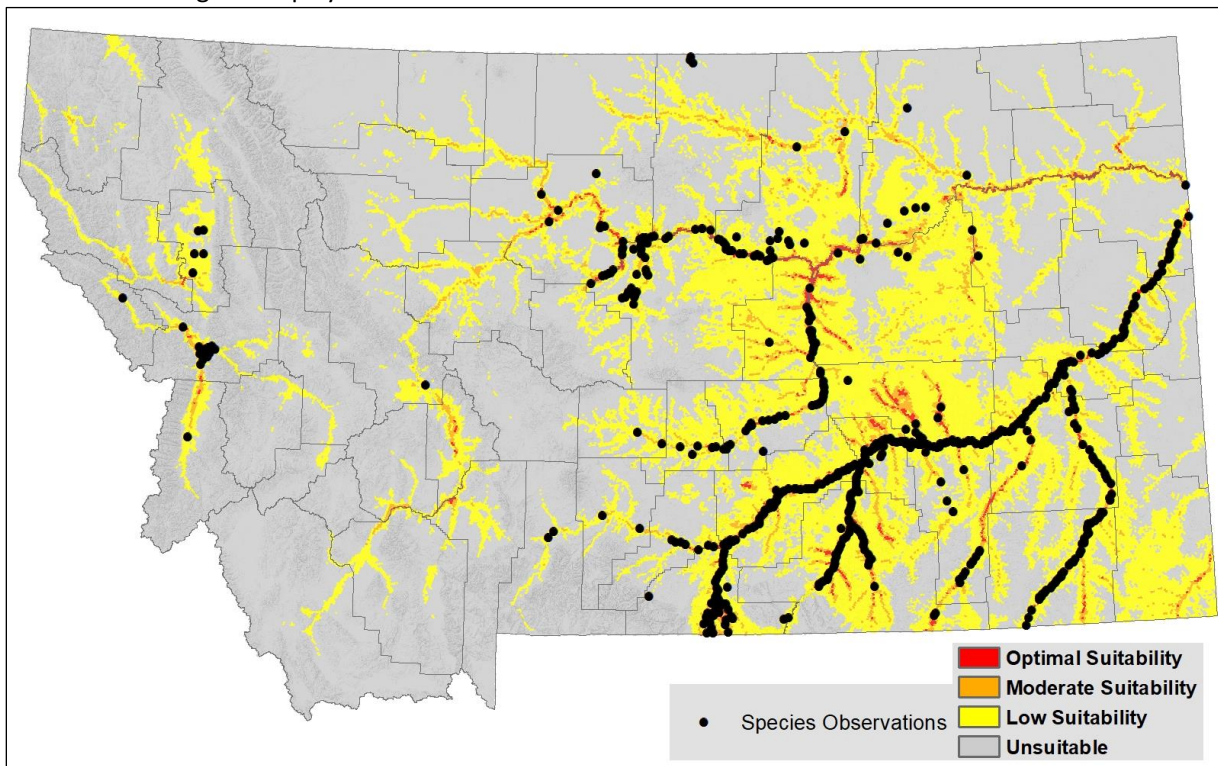 Optimal Suitability
Moderate Suitability
Species Observations
Low Suitability
Unsuitable